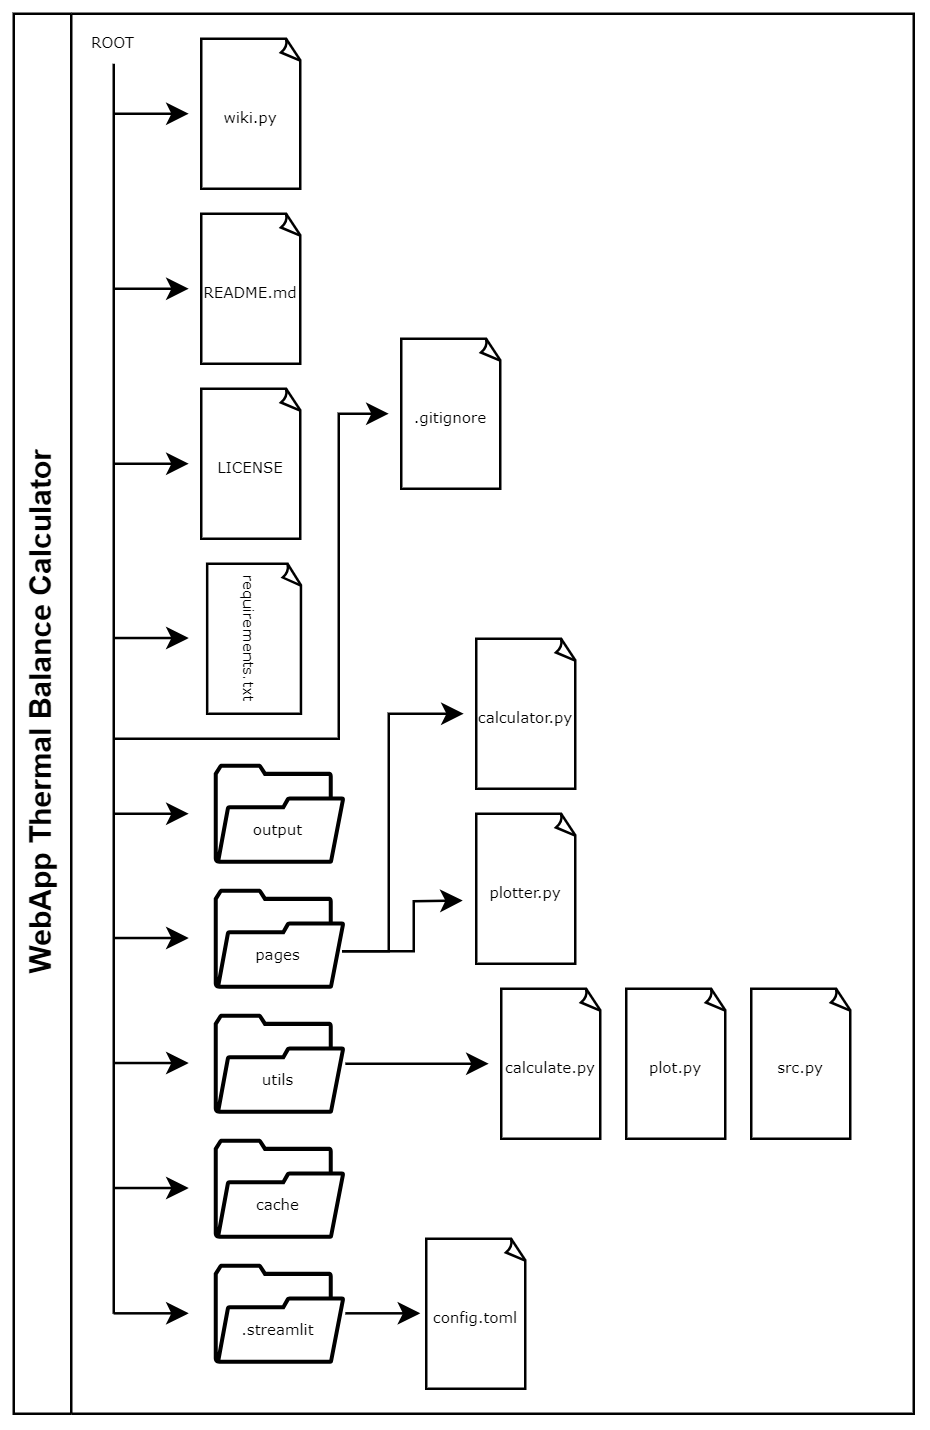 WebApp Thermal Balance Calculator
ROOT
wiki.py
README.md
.gitignore
LICENSE
requirements.txt
calculator.py
output
plotter.py
pages
calculate.py
plot.py
src.py
utils
cache
config.toml
.streamlit